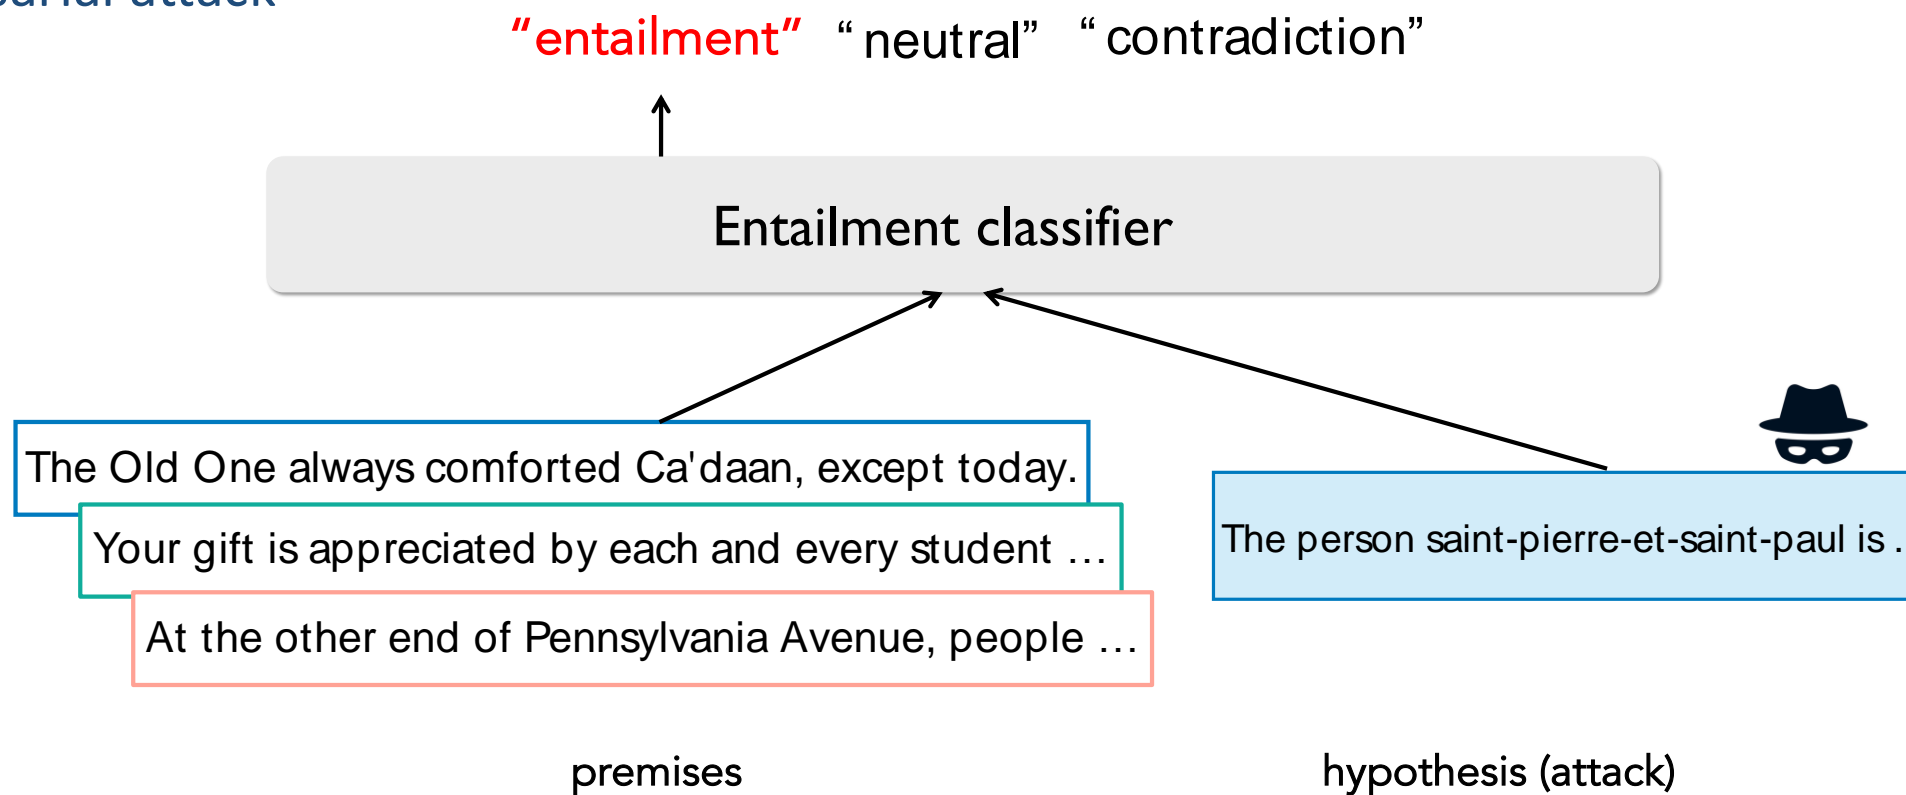 attack
“entailment” “neutral” “contradiction”
Entailment classifier
The Old One always comforted Ca'daan, except today.
Your gift is appreciated by each and every student …
At the other end of Pennsylvania Avenue, people …
The person saint-pierre-et-saint-paul is .
premises
hypothesis (attack)